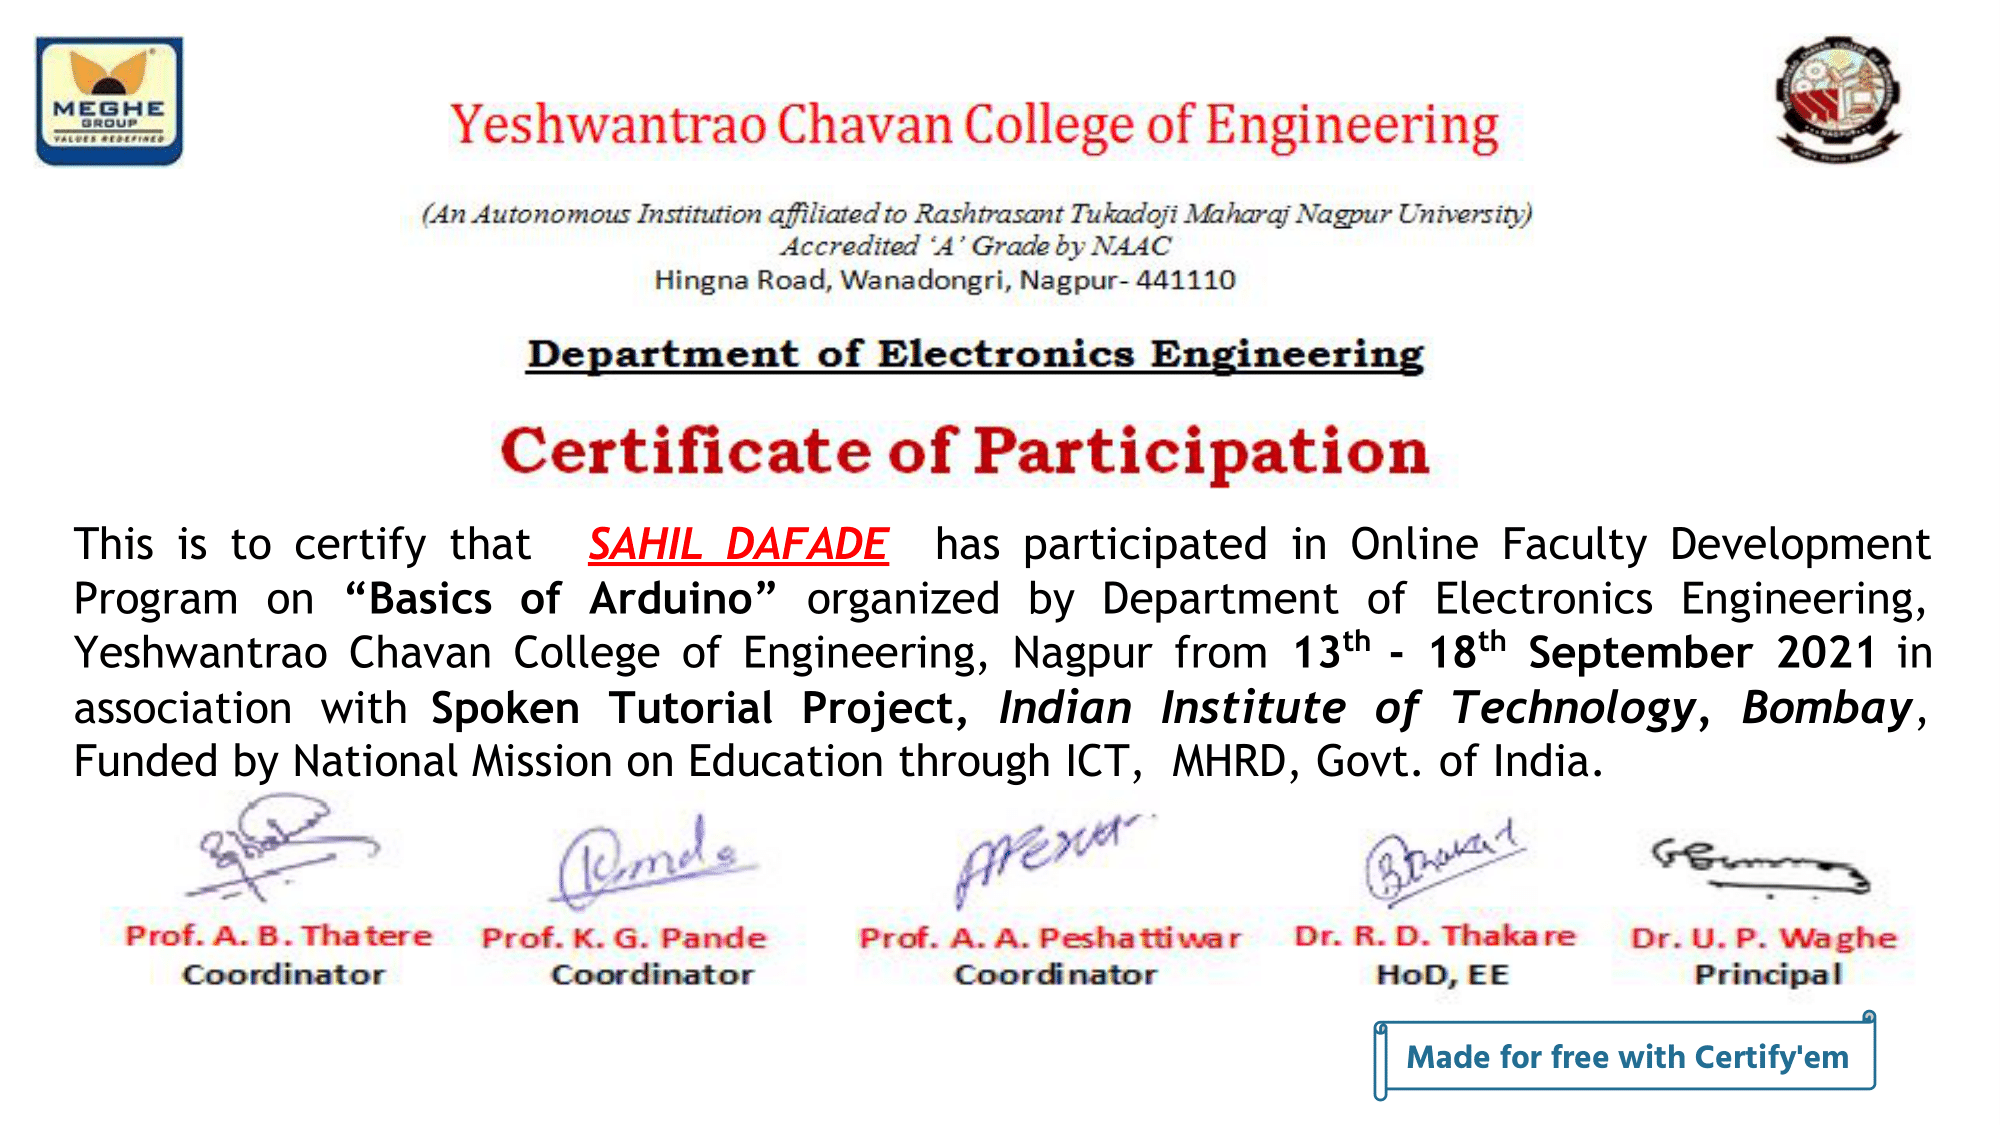 MEGHE
GROUP
VALUES REDEFINED
Yeshwantrao Chavan College of Engineering
(An Autonomous Institution affiliated to Rashtrasant Tukadoji Maharaj Nagpur University)
Accredited ‘A’ Grade by NAAC
Hingna Road, Wanadongri, Nagpur- 441110
Department of Electronics Engineering
Certificate of Participation
This is to certify that SAHIL DAFADE has participated in Online Faculty Development
Program on “Basics of Arduino” organized by Department of Electronics Engineering,
Yeshwantrao Chavan College of Engineering, Nagpur from 13th - 18th September 2021 in
association with Spoken Tutorial Project, Indian Institute of Technology, Bombay,
Funded by National Mission on Education through ICT, MHRD, Govt. of India.
Prof. A. B. Thatere Prof. K. G. Pande Prof. A. A. Peshattiwar Dr. R. D. Thakare Dr. U. P. Waghe
Coordinator Coordinator Coordinator HoD, EE Principal
Made for free with Certify'em